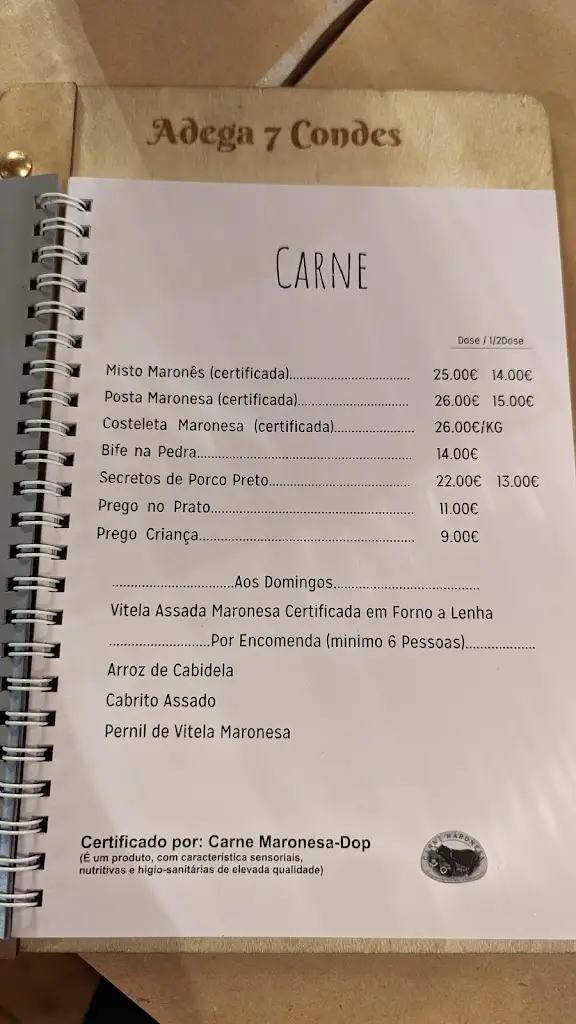 Adega 7 Condes
CARNE
Dose / 1/2Dose
Misto Maronês (certificada)........................................ 25.00€ 14.00€
Posta Maronesa (certificada)..................................... 26.00€ 15.00€
Costeleta Maronesa (certificada).......................... 26.00€/KG
Bife na Pedra..................................................................... 14.00€
Secretos de Porco Preto.............................................. 22.00€ 13.00€
Prego no Prato.................................................................. 11.00€
Prego Criança..................................................................... 9.00€
...............................Aos Domingos.....................................
Vitela Assada Maronesa Certificada em Forno a Lenha
..........................Por Encomenda (minimo 6 Pessoas)..................
Arroz de Cabidela
Cabrito Assado
Pernil de Vitela Maronesa
Certificado por: Carne Maronesa-Dop
(É um produto, com característica sensoriais,
nutritivas e higio-sanitárias de elevada qualidade)
CARNE MARONESA